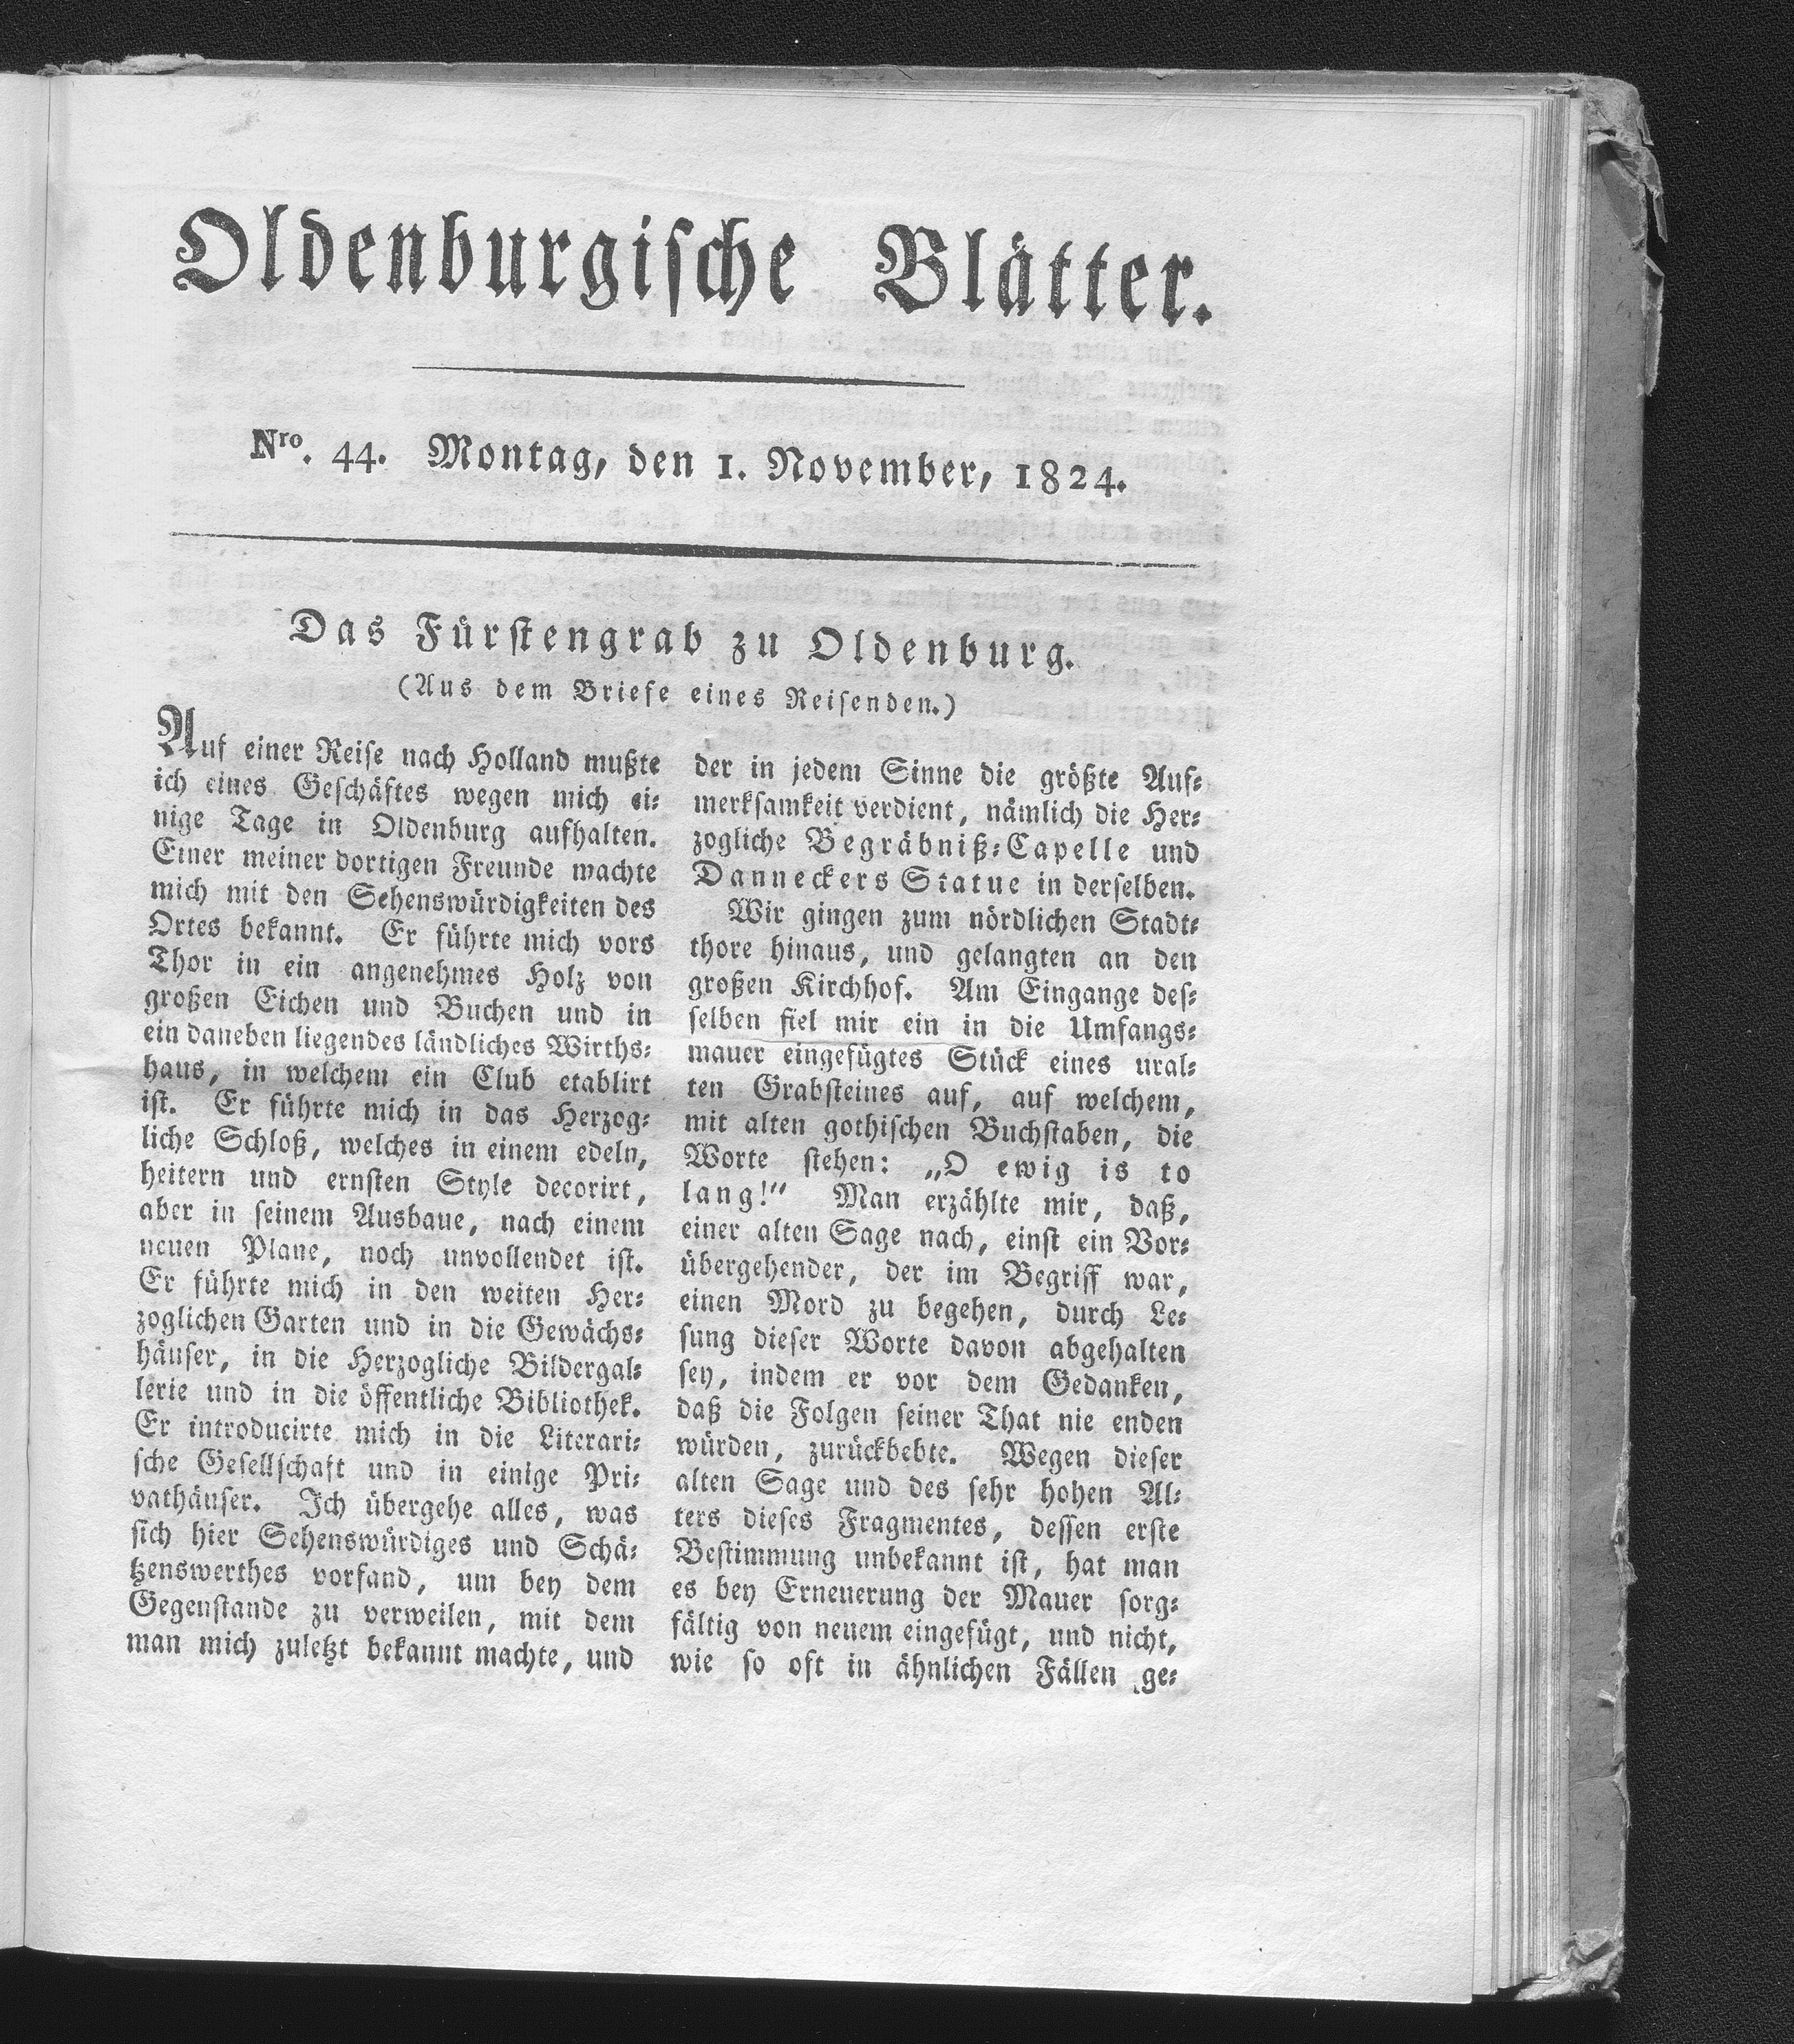 Oldenburgische Blätter.
Nro. 44. Montag, den 1. November, 1824.
Das Fürstengrab zu Oldenburg.
(Aus dem Briefe eines Reisenden.)
Auf einer Reise nach Holland mußte
ich eines Geschäftes wegen mich ei-
nige Tage in Oldenburg aufhalten.
Einer meiner dortigen Freunde machte
mich mit den Sehenswürdigkeiten des
Ortes bekannt. Er führte mich vors
Thor in ein angenehmes Holz von
großen Eichen und Buchen und in
ein daneben liegendes ländliches Wirths-
haus, in welchem ein Club etablirt
ist. Er führte mich in das Herzog-
liche Schloß, welches in einem edeln,
heitern und ernsten Style decorirt,
aber in seinem Ausbaue, nach einem
neuen Plane, noch unvollendet ist.
Er führte mich in den weiten Her-
zoglichen Garten und in die Gewächs-
häuser, in die Herzogliche Bildergal-
lerie und in die öffentliche Bibliothek.
Er introducirte mich in die Literari-
sche Gesellschaft und in einige Pri-
vathäuser. Ich übergehe alles, was
sich hier Sehenswürdiges und Schä-
tzenswerthes vorfand, um bey dem
Gegenstande zu verweilen, mit dem
man mich zuletzt bekannt machte, und
der in jedem Sinne die größte Auf-
merksamkeit verdient, nämlich die Her-
zogliche Begräbniß-Capelle und
Danneckers Statue in derselben.
Wir gingen zum nördlichen Stadt-
thore hinaus, und gelangten an den
großen Kirchhof. Am Eingange des-
selben fiel mir ein in die Umfangs-
mauer eingefügtes Stück eines ural-
ten Grabsteines auf, auf welchem,
mit alten gothischen Buchstaben, die
Worte stehen: „O ewig is to
lang!“ Man erzählte mir, daß,
einer alten Sage nach, einst ein Vor-
übergehender, der im Begriff war,
einen Mord zu begehen, durch Le-
sung dieser Worte davon abgehalten
sey, indem er vor dem Gedanken,
daß die Folgen seiner That nie enden
würden, zurückbebte. Wegen dieser
alten Sage und des sehr hohen Al-
ters dieses Fragmentes, dessen erste
Bestimmung unbekannt ist, hat man
es bey Erneuerung der Mauer sorg-
fältig von neuem eingefügt, und nicht,
wie so oft in ähnlichen Fällen ge-